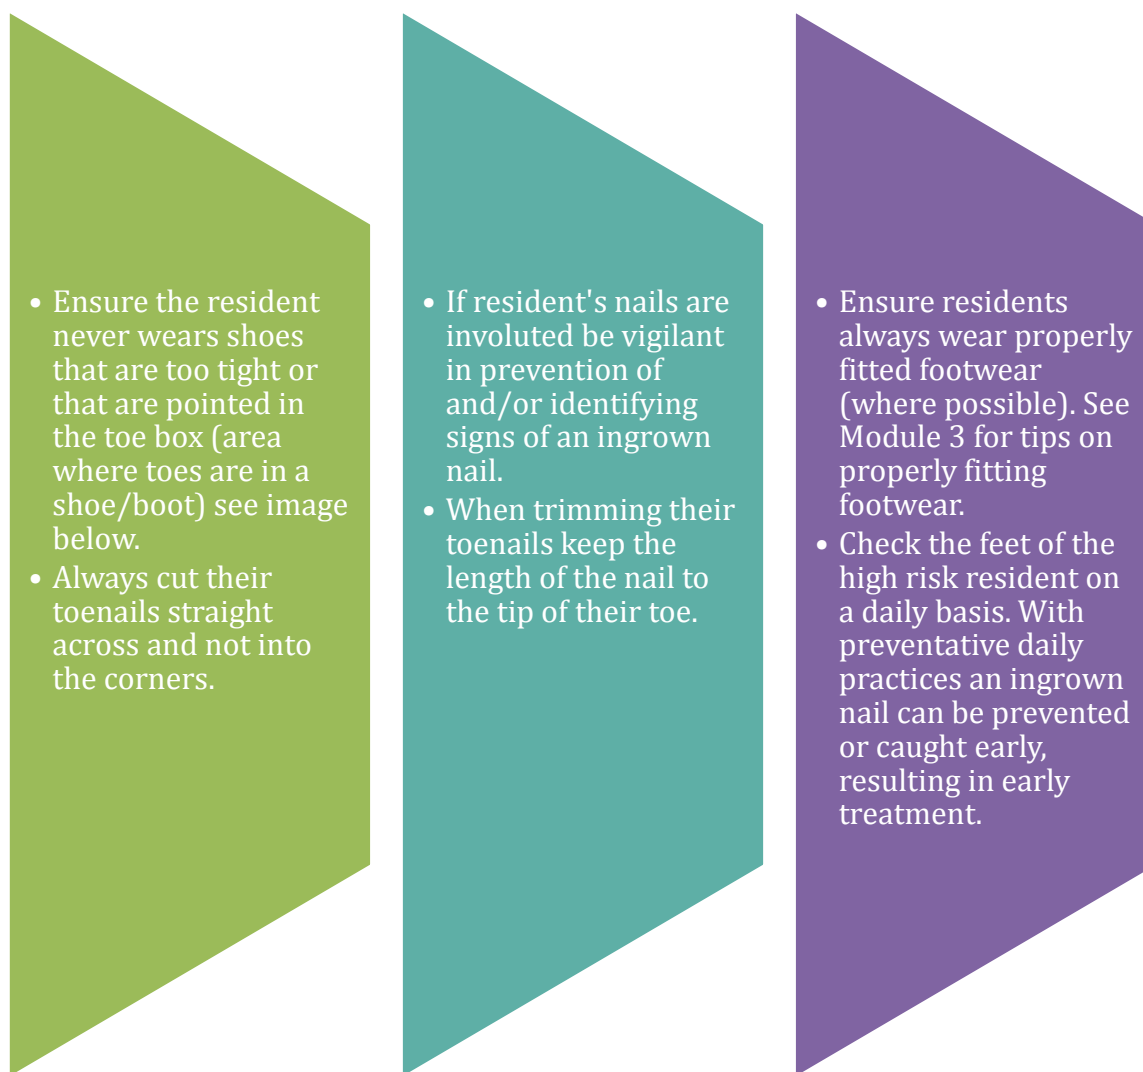 • Ensure the resident
never wears shoes
that are too tight or
that are pointed in
the toe box (area
where toes are in a
shoe/boot) see image
below.
• Always cut their
toenails straight
across and not into
the corners.
• If resident's nails are
involuted be vigilant
in prevention of
and/or identifying
signs of an ingrown
nail.
• When trimming their
toenails keep the
length of the nail to
the tip of their toe.
• Ensure residents
always wear properly
fitted footwear
(where possible). See
Module 3 for tips on
properly fitting
footwear.
• Check the feet of the
high risk resident on
a daily basis. With
preventative daily
practices an ingrown
nail can be prevented
or caught early,
resulting in early
treatment.